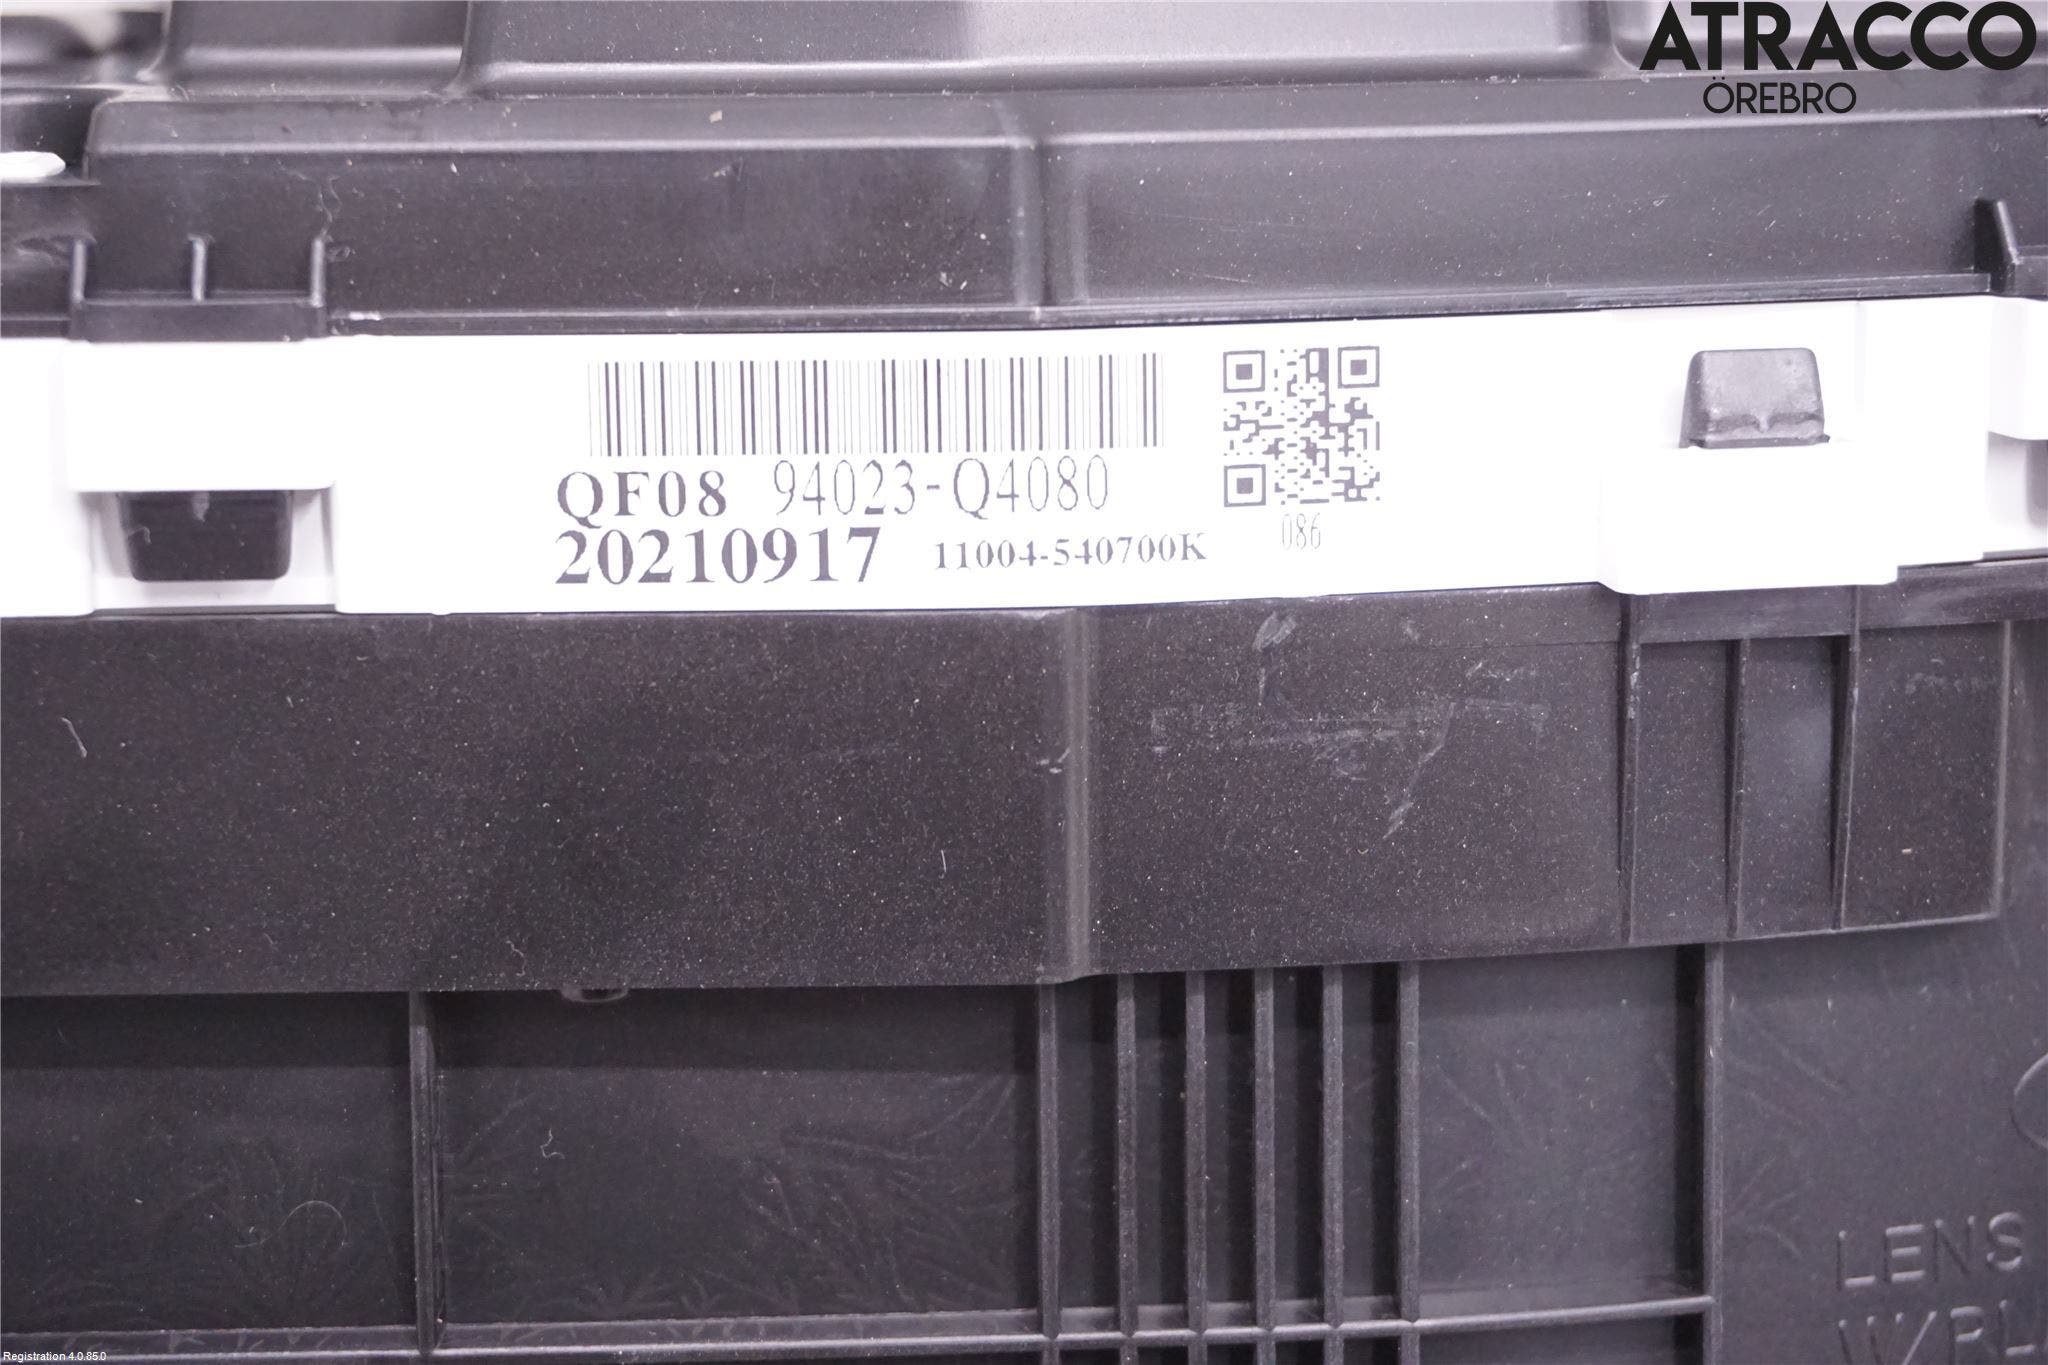 ATRACCO
ÖREBRO
QF08 94023-Q4080
20210917 11004-540700K
086
LENS
Registration 4.0.85.0